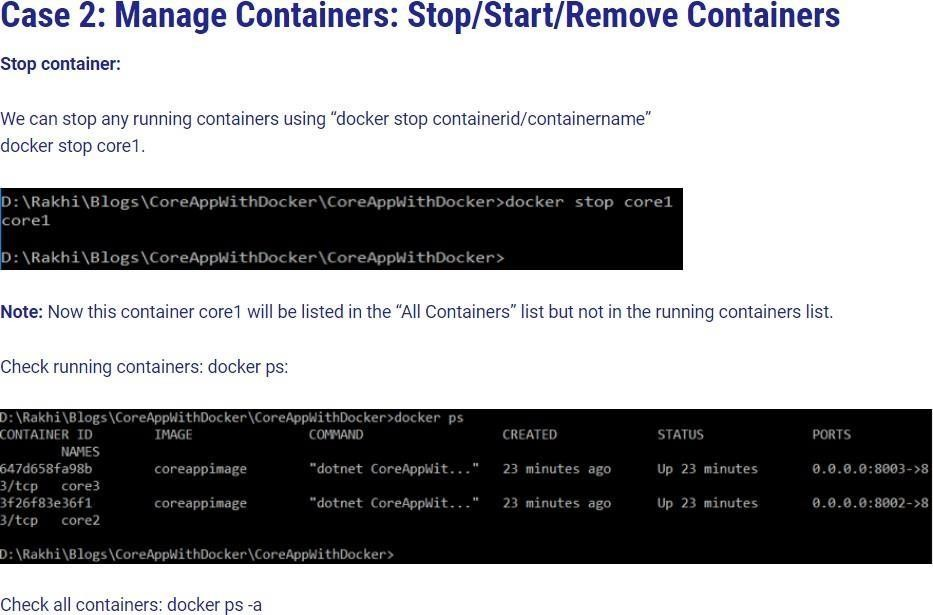 Case 2: Manage Containers: Stop/Start/Remove Containers
Stop container:
We can stop any running containers using “docker stop containerid/containername”
docker stop core1.
D:\Rakhi\Blogs\CoreAppWithDocker\CoreAppWithDocker>docker stop core1
core1
D:\Rakhi\Blogs\CoreAppWithDocker\CoreAppWithDocker>
Note: Now this container core1 will be listed in the “All Containers” list but not in the running containers list.
Check running containers: docker ps:
D:\Rakhi\Blogs\CoreAppWithDocker\CoreAppWithDocker>docker ps
CONTAINER ID IMAGE COMMAND CREATED STATUS PORTS
NAMES
647d658fa98b coreappimage "dotnet CoreAppWit..." 23 minutes ago Up 23 minutes 0.0.0.0:8003->8
3/tcp core3
3f26f83e36f1 coreappimage "dotnet CoreAppWit..." 23 minutes ago Up 23 minutes 0.0.0.0:8002->8
3/tcp core2
D:\Rakhi\Blogs\CoreAppWithDocker\CoreAppWithDocker>
Check all containers: docker ps -a